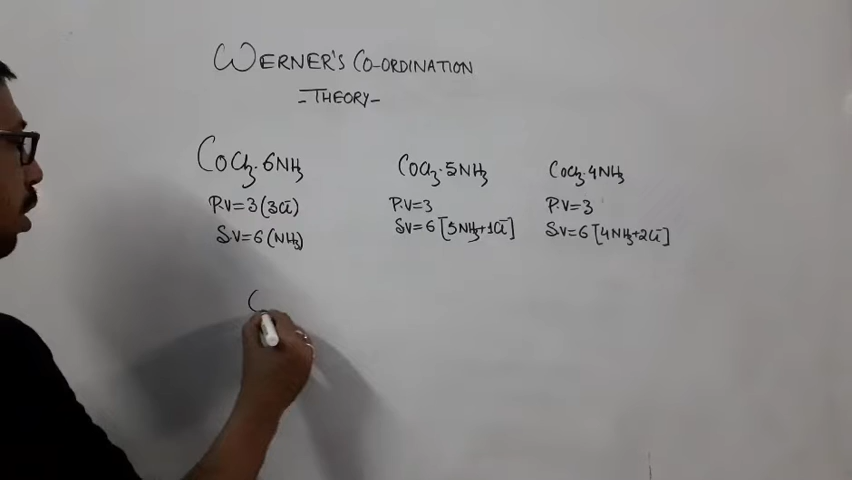 WERNER'S CO-ORDINATION
-THEORY-
CoCl3·6NH3
P.V=3(3Cl-)
S.V=6(NH3)
C
CoCl3·5NH3
P.V=3
S.V=6[5NH3+1Cl-]
CoCl3·4NH3
P.V=3
S.V=6[4NH3+2Cl-]